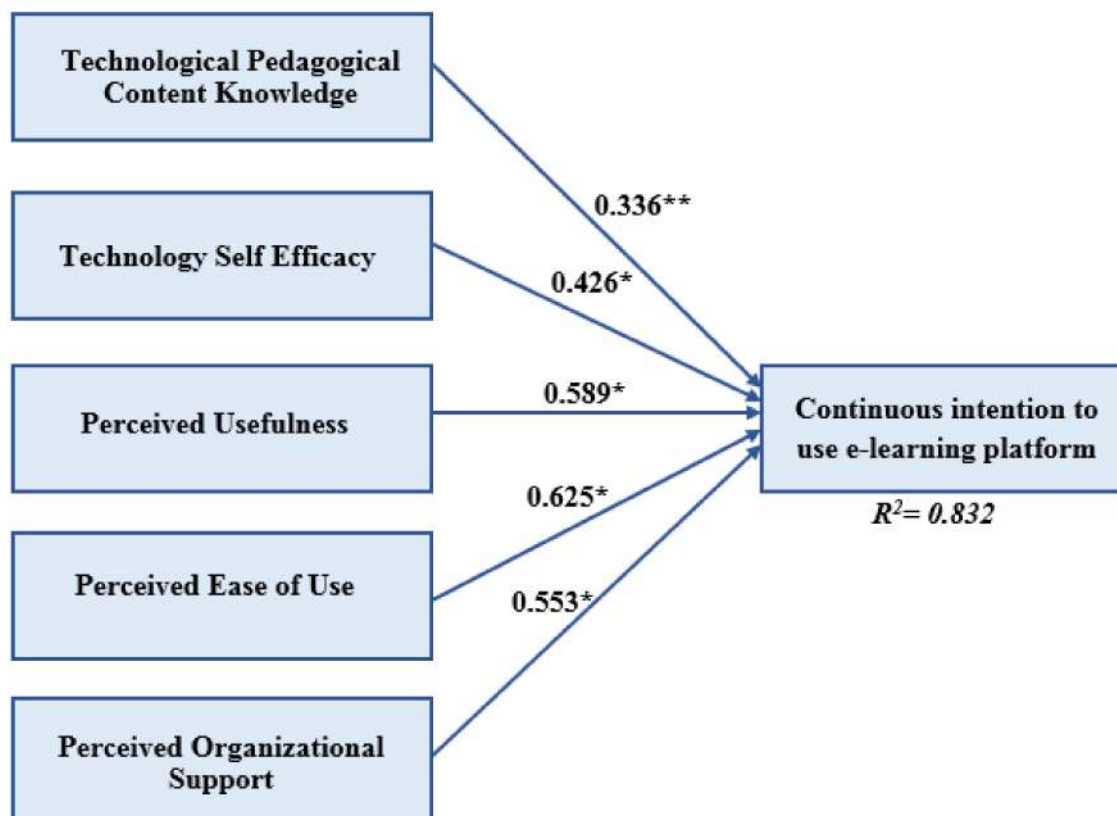 Technological Pedagogical
Content Knowledge
0.336**
Technology Self Efficacy
0.426*
Perceived Usefulness
0.589*
Continuous intention to
use e-learning platform
R²= 0.832
Perceived Ease of Use
0.625*
0.553*
Perceived Organizational
Support